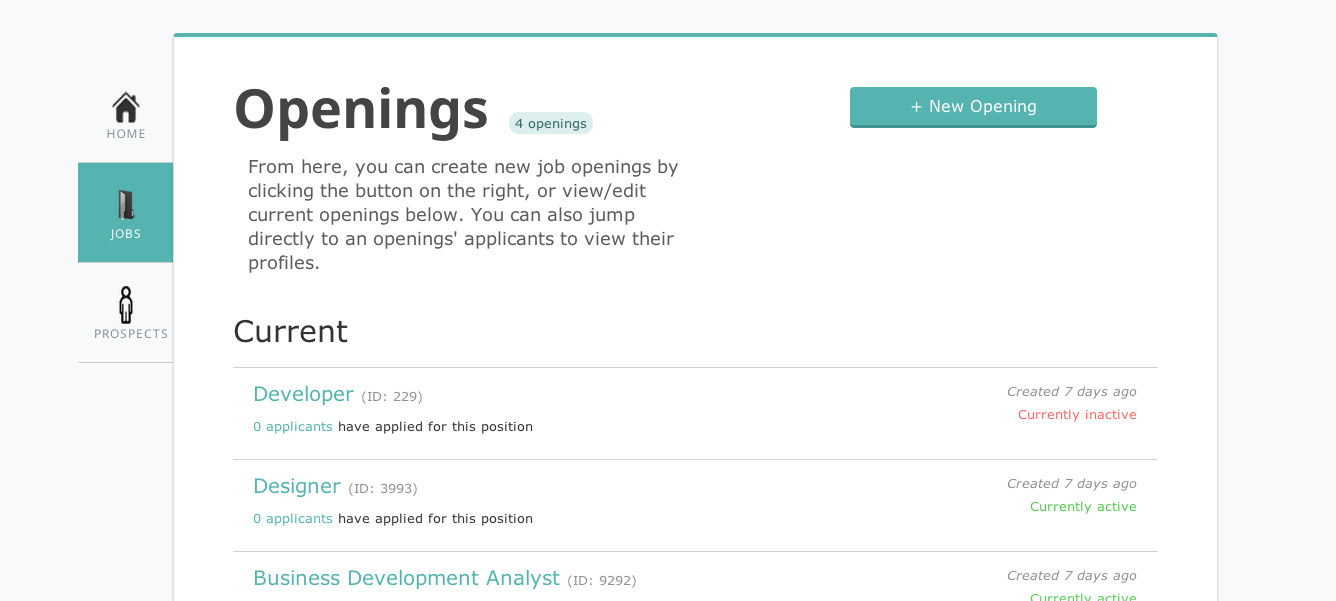 HOME
JOBS
PROSPECTS
Openings 4 openings
+ New Opening
From here, you can create new job openings by
clicking the button on the right, or view/edit
current openings below. You can also jump
directly to an openings' applicants to view their
profiles.
Current
Developer (ID: 229)
Created 7 days ago
0 applicants have applied for this position
Currently inactive
Designer (ID: 3993)
Created 7 days ago
0 applicants have applied for this position
Currently active
Business Development Analyst (ID: 9292)
Created 7 days ago
Currently active